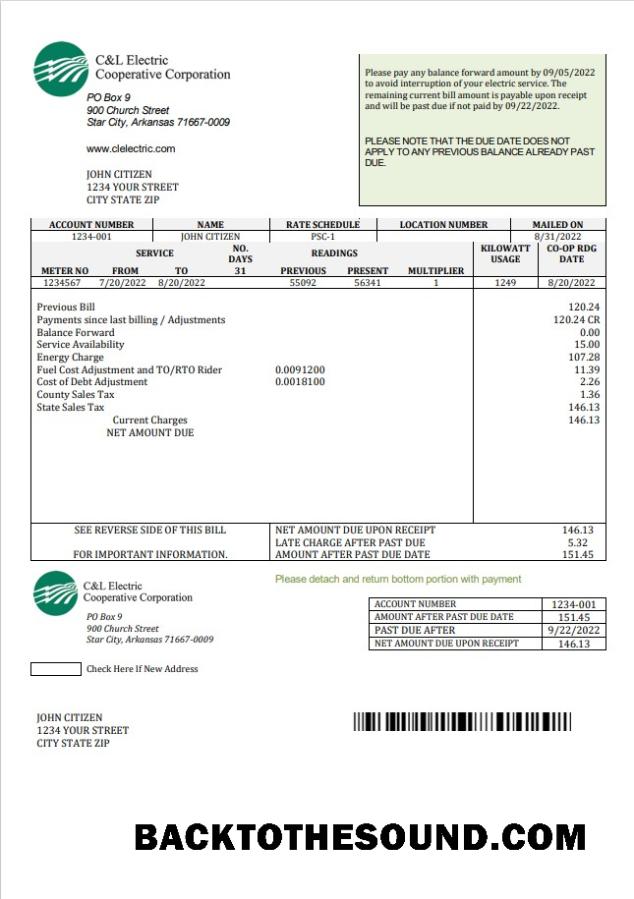 C&L Electric
Cooperative Corporation
PO Box 9
900 Church Street
Star City, Arkansas 71667-0009
www.clelectric.com
JOHN CITIZEN
1234 YOUR STREET
CITY STATE ZIP
Please pay any balance forward amount by 09/05/2022
to avoid interruption of your electric service. The
remaining current bill amount is payable upon receipt
and will be past due if not paid by 09/22/2022.
PLEASE NOTE THAT THE DUE DATE DOES NOT
APPLY TO ANY PREVIOUS BALANCE ALREADY PAST
DUE.
ACCOUNT NUMBER NAME RATE SCHEDULE LOCATION NUMBER MAILED ON
1234-001 JOHN CITIZEN PSC-1 8/31/2022
SERVICE NO. DAYS READINGS KILOWATT USAGE CO-OP RDG DATE
METER NO FROM TO 31 PREVIOUS PRESENT MULTIPLIER
1234567 7/20/2022 8/20/2022 55092 56341 1 1249 8/20/2022
Previous Bill 120.24
Payments since last billing / Adjustments 120.24 CR
Balance Forward 0.00
Service Availability 15.00
Energy Charge 107.28
Fuel Cost Adjustment and TO/RTO Rider 0.0091200 11.39
Cost of Debt Adjustment 0.0018100 2.26
County Sales Tax 1.36
State Sales Tax 146.13
Current Charges 146.13
NET AMOUNT DUE
SEE REVERSE SIDE OF THIS BILL NET AMOUNT DUE UPON RECEIPT 146.13
LATE CHARGE AFTER PAST DUE 5.32
FOR IMPORTANT INFORMATION. AMOUNT AFTER PAST DUE DATE 151.45
C&L Electric
Cooperative Corporation
PO Box 9
900 Church Street
Star City, Arkansas 71667-0009
Please detach and return bottom portion with payment
ACCOUNT NUMBER 1234-001
AMOUNT AFTER PAST DUE DATE 151.45
PAST DUE AFTER 9/22/2022
NET AMOUNT DUE UPON RECEIPT 146.13
Check Here If New Address
JOHN CITIZEN
1234 YOUR STREET
CITY STATE ZIP
BACKTOTHESOUND.COM